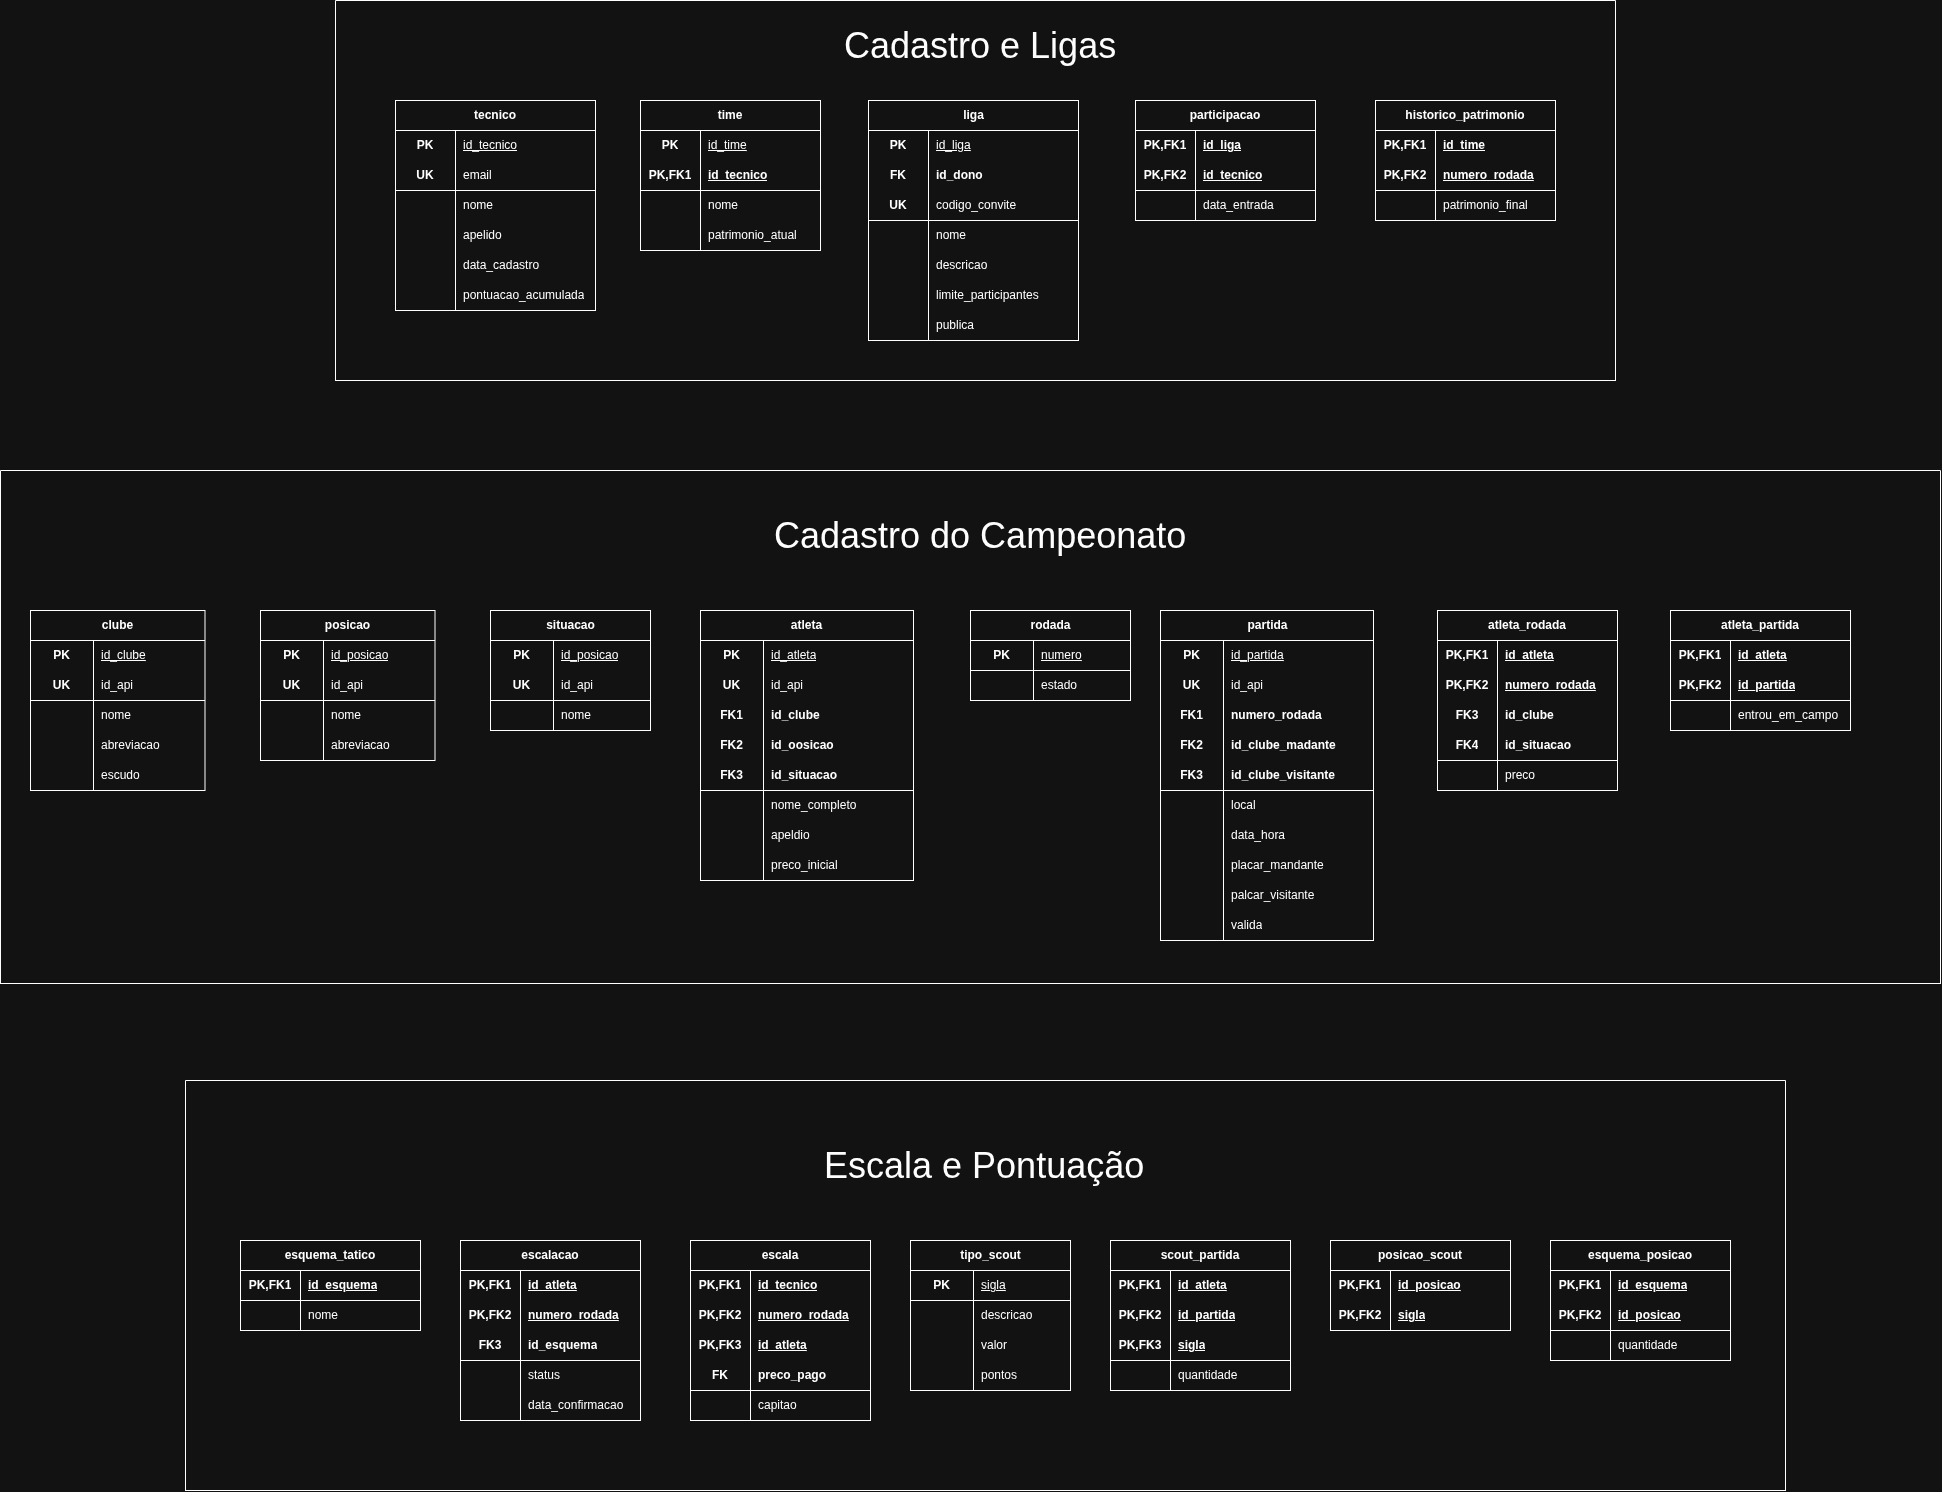 Cadastro e Ligas
tecnico
PK id_tecnico
UK email
nome
apelido
data_cadastro
pontuacao_acumulada
time
PK id_time
PK,FK1 id_tecnico
nome
patrimonio_atual
liga
PK id_liga
FK id_dono
UK codigo_convite
nome
descricao
limite_participantes
publica
participacao
PK,FK1 id_liga
PK,FK2 id_tecnico
data_entrada
historico_patrimonio
PK,FK1 id_time
PK,FK2 numero_rodada
patrimonio_final
Cadastro do Campeonato
clube
PK id_clube
UK id_api
nome
abreviacao
escudo
posicao
PK id_posicao
UK id_api
nome
abreviacao
situacao
PK id_posicao
UK id_api
nome
atleta
PK id_atleta
UK id_api
FK1 id_clube
FK2 id_oosicao
FK3 id_situacao
nome_completo
apeldio
preco_inicial
rodada
PK numero
estado
partida
PK id_partida
UK id_api
FK1 numero_rodada
FK2 id_clube_madante
FK3 id_clube_visitante
local
data_hora
placar_mandante
palcar_visitante
valida
atleta_rodada
PK,FK1 id_atleta
PK,FK2 numero_rodada
FK3 id_clube
FK4 id_situacao
preco
atleta_partida
PK,FK1 id_atleta
PK,FK2 id_partida
entrou_em_campo
Escala e Pontuação
esquema_tatico
PK,FK1 id_esquema
nome
escalacao
PK,FK1 id_atleta
PK,FK2 numero_rodada
FK3 id_esquema
status
data_confirmacao
escala
PK,FK1 id_tecnico
PK,FK2 numero_rodada
PK,FK3 id_atleta
FK preco_pago
capitao
tipo_scout
PK sigla
descricao
valor
pontos
scout_partida
PK,FK1 id_atleta
PK,FK2 id_partida
PK,FK3 sigla
quantidade
posicao_scout
PK,FK1 id_posicao
PK,FK2 sigla
esquema_posicao
PK,FK1 id_esquema
PK,FK2 id_posicao
quantidade